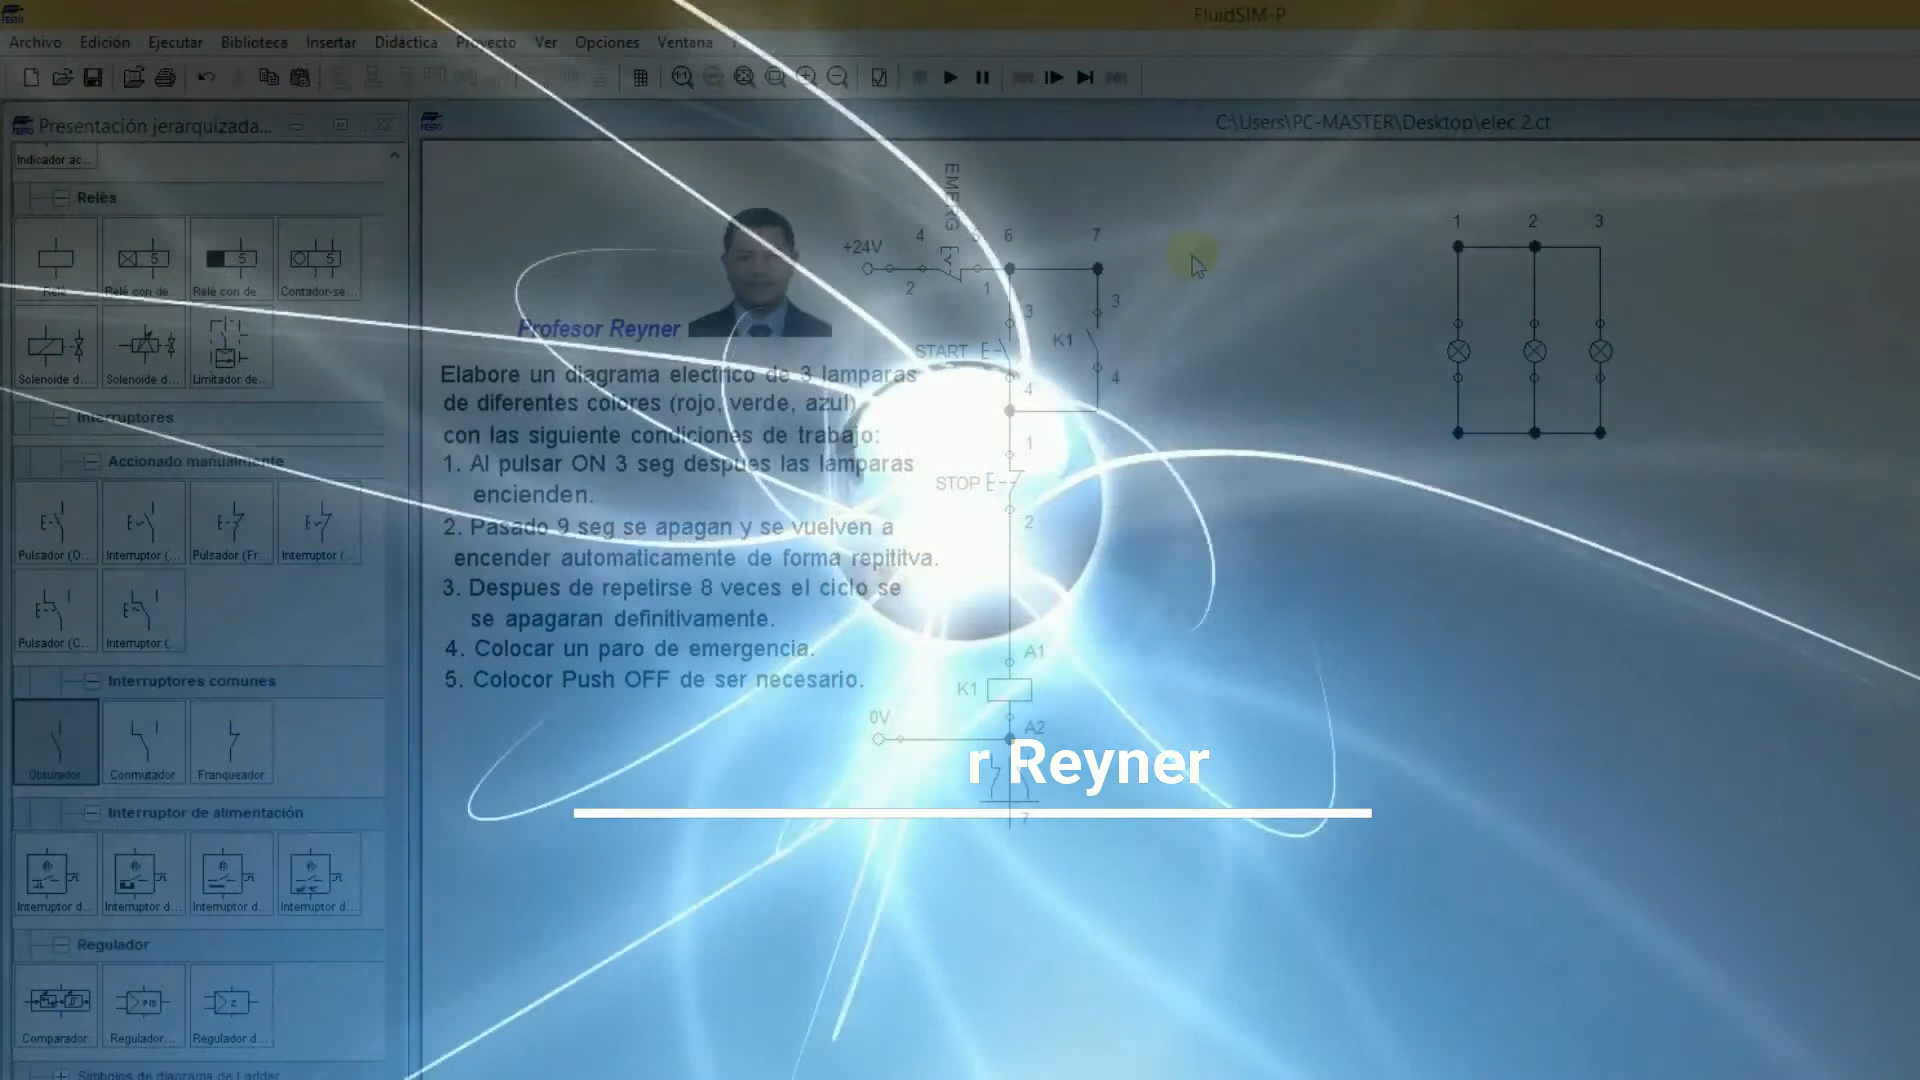 FluidSIM-P
Archivo Edición Ejecutar Biblioteca Insertar Didáctica Proyecto Ver Opciones Ventana
Presentación jerarquizada...
C:\Users\PC-MASTER\Desktop\elec 2.ct
Indicador ac...
Relés
Relé Relé con de... Relé con de... Contador-se...
Solenoide d... Solenoide d... Limitador de...
Interruptores
Accionado manualmente
Pulsador (O... Interruptor (... Pulsador (Fr... Interruptor (...
Pulsador (C... Interruptor (...
Interruptores comunes
Obturador Conmutador Franqueador
Interruptor de alimentación
Interruptor d... Interruptor d... Interruptor d... Interruptor d...
Regulador
Comparador Regulador... Regulador d...
Símbolos de diagrama de Ladder
Profesor Reyner
Elabore un diagrama electrico de 3 lamparas
de diferentes colores (rojo, verde, azul)
con las siguiente condiciones de trabajo:
1. Al pulsar ON 3 seg despues las lamparas
encienden.
2. Pasado 9 seg se apagan y se vuelven a
encender automaticamente de forma repititva.
3. Despues de repetirse 8 veces el ciclo se
se apagaran definitivamente.
4. Colocar un paro de emergencia.
5. Colocor Push OFF de ser necesario.
EMERG
+24V 4 6 7
2 1
3 3
START K1
4 4
1
STOP
2
A1
K1
0V
A2
7
1 2 3
r Reyner